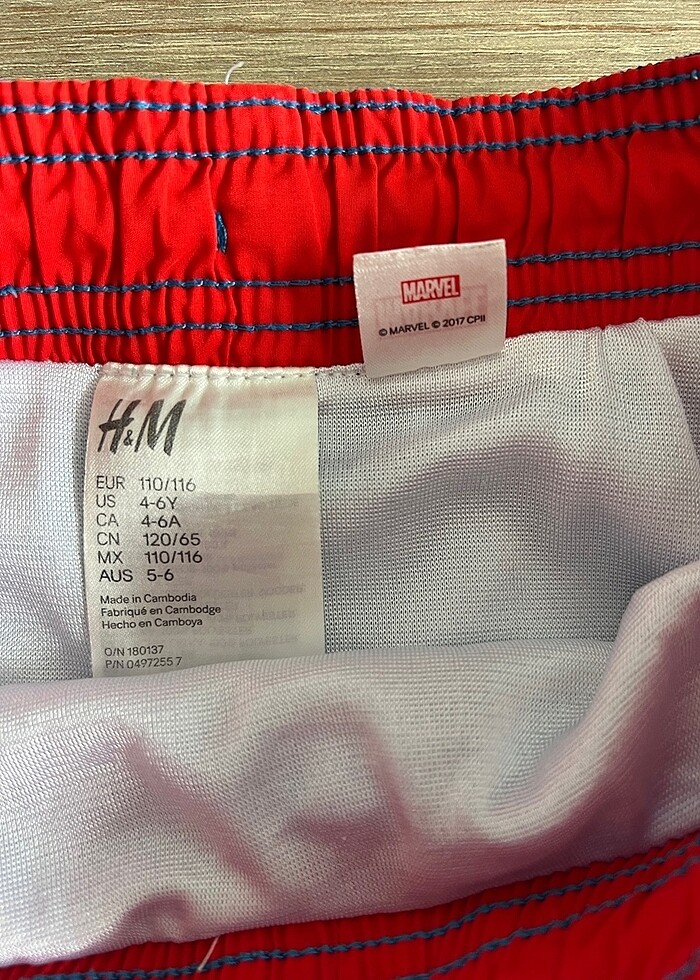 MARVEL
© MARVEL © 2017 CPII
H&M
EUR 110/116
US 4-6Y
CA 4-6A
CN 120/65
MX 110/116
AUS 5-6
Made in Cambodia
Fabriqué en Cambodge
Hecho en Camboya
O/N 180137
P/N 0497255 7